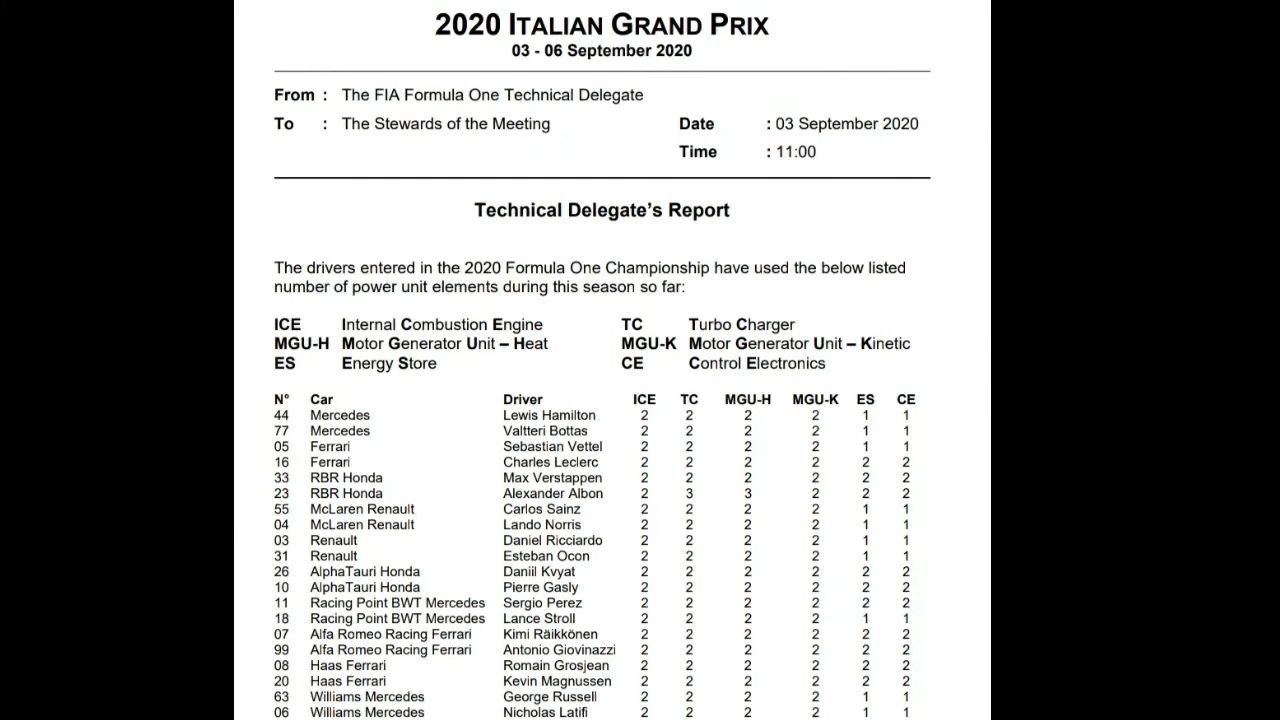 2020 ITALIAN GRAND PRIX
03 - 06 September 2020
From : The FIA Formula One Technical Delegate
To : The Stewards of the Meeting Date : 03 September 2020
Time : 11:00
Technical Delegate's Report
The drivers entered in the 2020 Formula One Championship have used the below listed
number of power unit elements during this season so far:
ICE Internal Combustion Engine TC Turbo Charger
MGU-H Motor Generator Unit – Heat MGU-K Motor Generator Unit – Kinetic
ES Energy Store CE Control Electronics
N° Car Driver ICE TC MGU-H MGU-K ES CE
44 Mercedes Lewis Hamilton 2 2 2 2 1 1
77 Mercedes Valtteri Bottas 2 2 2 2 1 1
05 Ferrari Sebastian Vettel 2 2 2 2 1 1
16 Ferrari Charles Leclerc 2 2 2 2 2 2
33 RBR Honda Max Verstappen 2 2 2 2 2 2
23 RBR Honda Alexander Albon 2 3 3 2 2 2
55 McLaren Renault Carlos Sainz 2 2 2 2 1 1
04 McLaren Renault Lando Norris 2 2 2 2 1 1
03 Renault Daniel Ricciardo 2 2 2 2 1 1
31 Renault Esteban Ocon 2 2 2 2 1 1
26 AlphaTauri Honda Daniil Kvyat 2 2 2 2 2 2
10 AlphaTauri Honda Pierre Gasly 2 2 2 2 2 2
11 Racing Point BWT Mercedes Sergio Perez 2 2 2 2 2 2
18 Racing Point BWT Mercedes Lance Stroll 2 2 2 2 1 1
07 Alfa Romeo Racing Ferrari Kimi Räikkönen 2 2 2 2 2 2
99 Alfa Romeo Racing Ferrari Antonio Giovinazzi 2 2 2 2 2 2
08 Haas Ferrari Romain Grosjean 2 2 2 2 2 2
20 Haas Ferrari Kevin Magnussen 2 2 2 2 2 2
63 Williams Mercedes George Russell 2 2 2 2 1 1
06 Williams Mercedes Nicholas Latifi 2 2 2 2 1 1